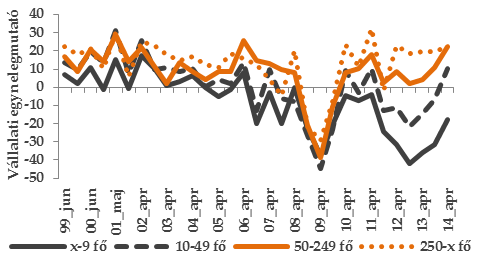 Vállalati egyenlegmutató
40
30
20
10
0
-10
-20
-30
-40
-50
99_jun
00_jun
01_maj
02_apr
03_apr
04_apr
05_apr
06_apr
07_apr
08_apr
09_apr
10_apr
11_apr
12_apr
13_apr
14_apr
x-9 fő 10-49 fő 50-249 fő 250-x fő